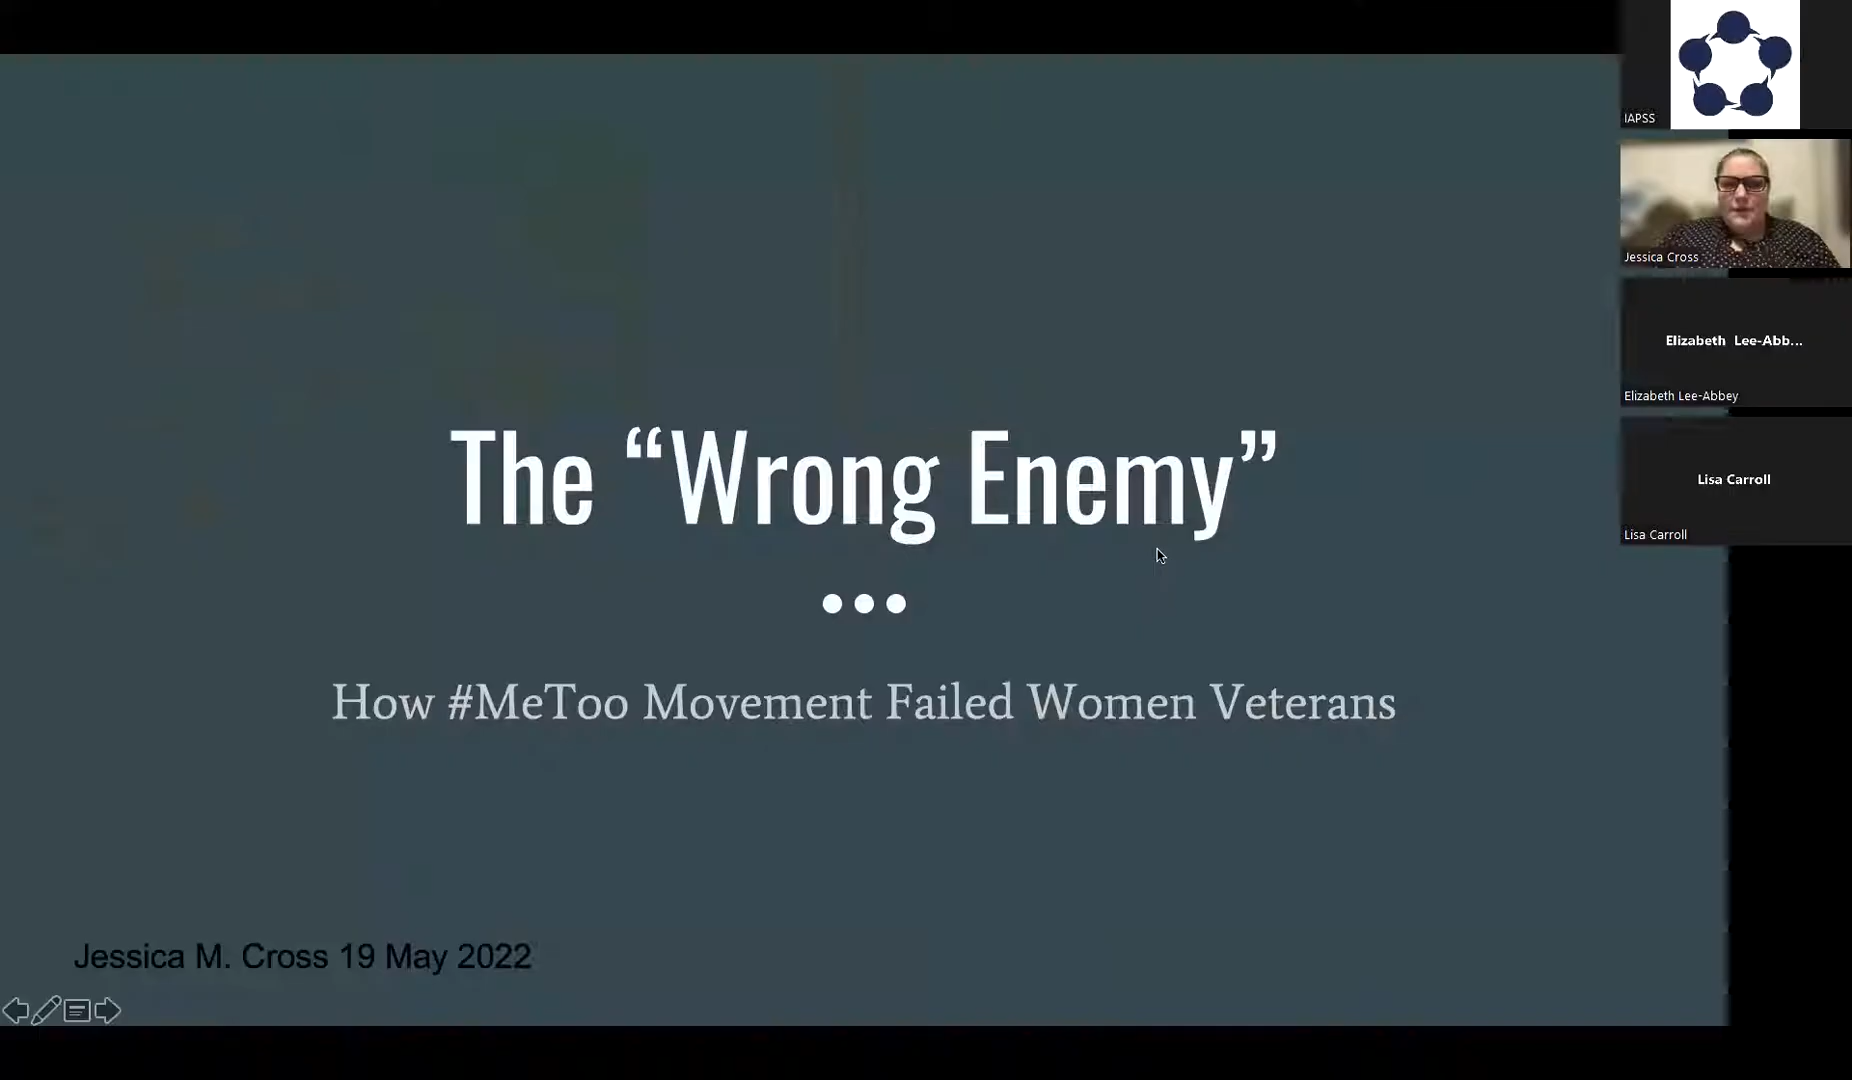 The “Wrong Enemy”
How #MeToo Movement Failed Women Veterans
Jessica M. Cross 19 May 2022
IAPSS
Jessica Cross
Elizabeth Lee-Abb...
Elizabeth Lee-Abbey
Lisa Carroll
Lisa Carroll